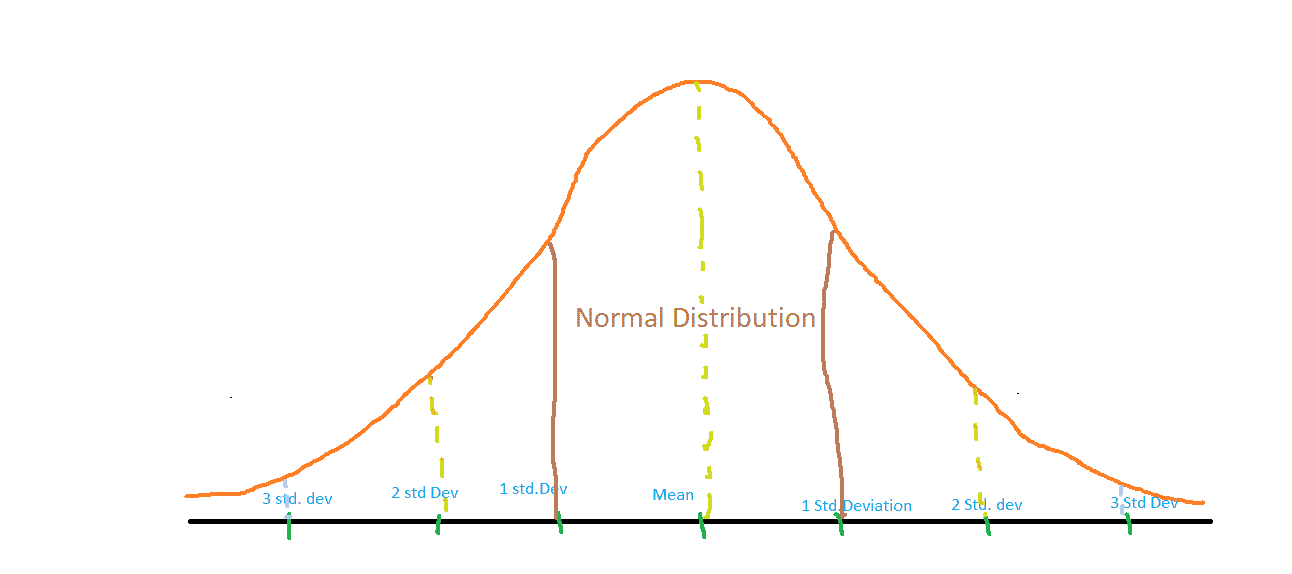 Normal Distribution
3 std. dev
2 std Dev
1 std.Dev
Mean
1 Std.Deviation
2 Std. dev
3 Std Dev